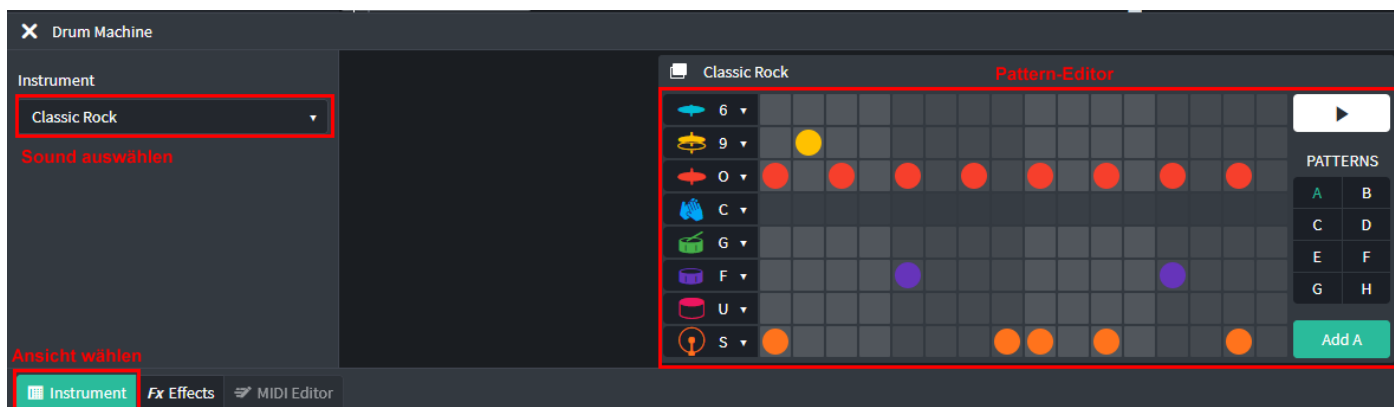 Drum Machine
Instrument
Classic Rock
Sound auswählen
Ansicht wählen
Instrument
Fx Effects
MIDI Editor
Classic Rock
Pattern-Editor
6
9
O
C
G
F
U
S
PATTERNS
A B
C D
E F
G H
Add A